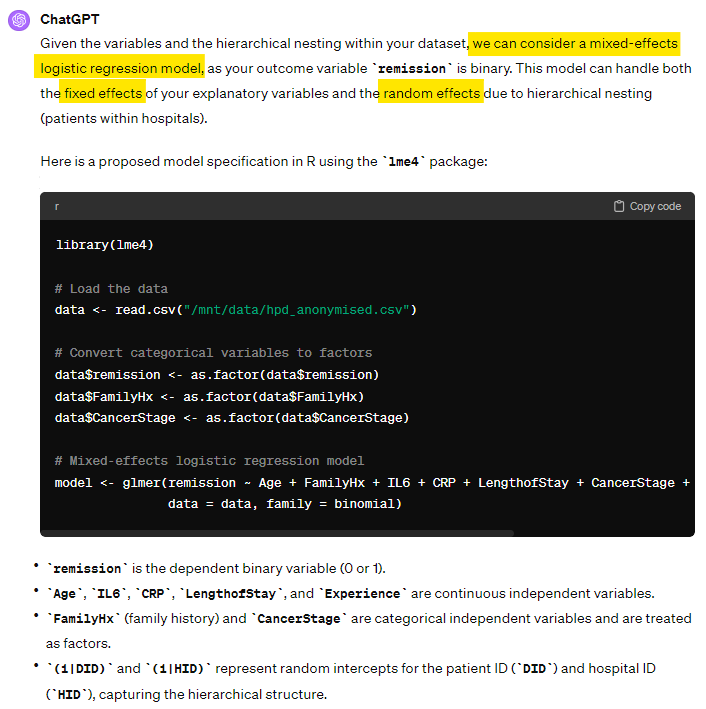 ChatGPT
Given the variables and the hierarchical nesting within your dataset, we can consider a mixed-effects
logistic regression model, as your outcome variable `remission` is binary. This model can handle both
the fixed effects of your explanatory variables and the random effects due to hierarchical nesting
(patients within hospitals).
Here is a proposed model specification in R using the `lme4` package:
r
Copy code
library(lme4)
# Load the data
data <- read.csv("/mnt/data/hpd_anonymised.csv")
# Convert categorical variables to factors
data$remission <- as.factor(data$remission)
data$FamilyHx <- as.factor(data$FamilyHx)
data$CancerStage <- as.factor(data$CancerStage)
# Mixed-effects logistic regression model
model <- glmer(remission ~ Age + FamilyHx + IL6 + CRP + LengthofStay + CancerStage +
data = data, family = binomial)
• `remission` is the dependent binary variable (0 or 1).
• `Age`, `IL6`, `CRP`, `LengthofStay`, and `Experience` are continuous independent variables.
• `FamilyHx` (family history) and `CancerStage` are categorical independent variables and are treated
as factors.
• `(1|DID)` and `(1|HID)` represent random intercepts for the patient ID (`DID`) and hospital ID
(`HID`), capturing the hierarchical structure.